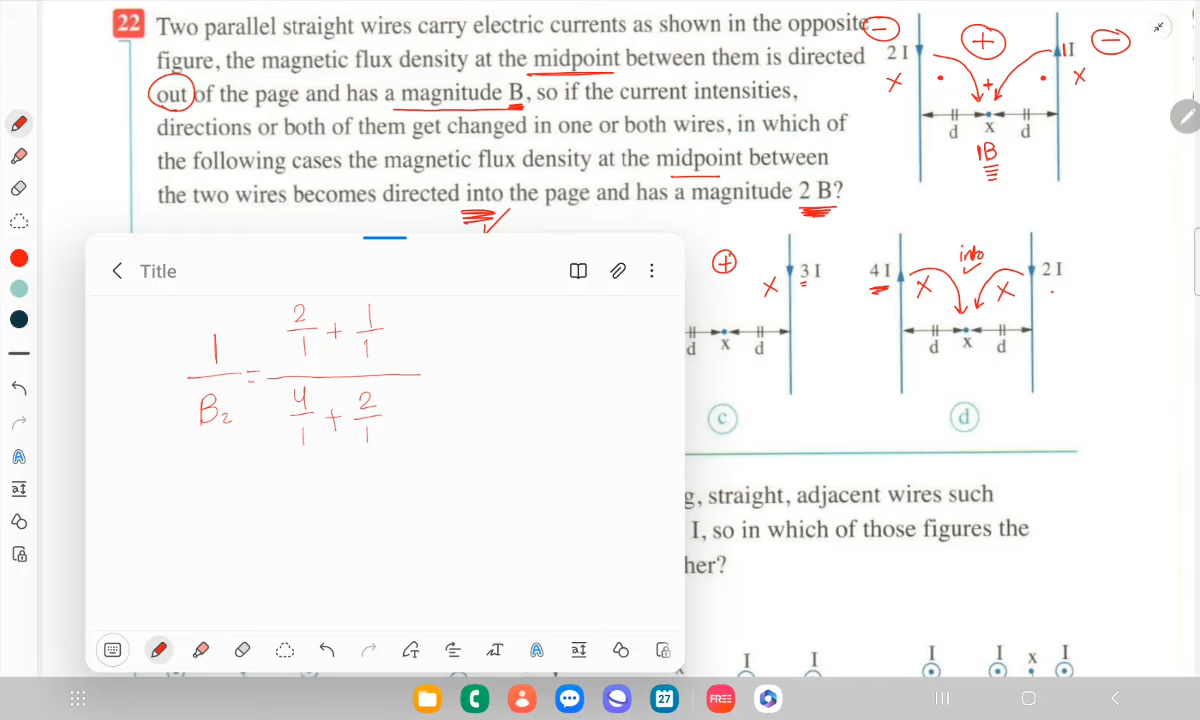 22 Two parallel straight wires carry electric currents as shown in the opposite
figure, the magnetic flux density at the midpoint between them is directed
out of the page and has a magnitude B, so if the current intensities,
directions or both of them get changed in one or both wires, in which of
the following cases the magnetic flux density at the midpoint between
the two wires becomes directed into the page and has a magnitude 2 B?
− + −
2 I 1I
x x
+
d x d
1B
Title
1/B2 = (2/1 + 1/1)/(4/1 + 2/1)
+
x 3 I
d x d
c
into
4 I x x 2 I
d x d
d
g, straight, adjacent wires such
I, so in which of those figures the
her?
I I I I x I
27
FREE